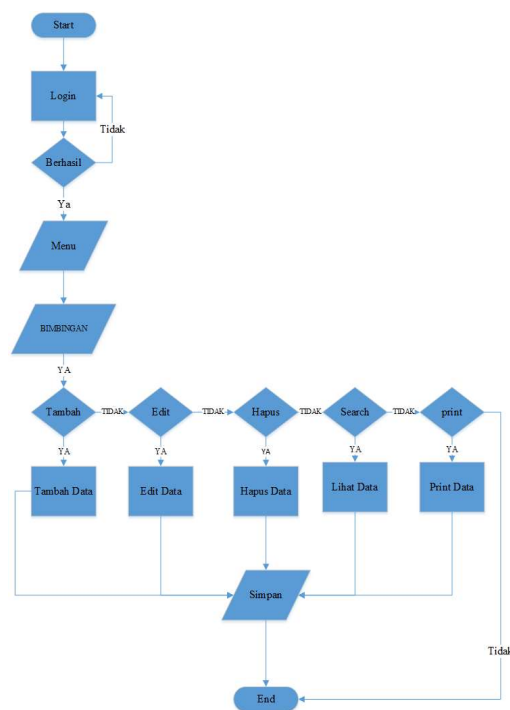 Start
Login
Tidak
Berhasil
Ya
Menu
BIMBINGAN
YA
Tambah TIDAK Edit TIDAK Hapus TIDAK Search TIDAK print
YA YA YA YA YA
Tambah Data Edit Data Hapus Data Lihat Data Print Data
Simpan
Tidak
End